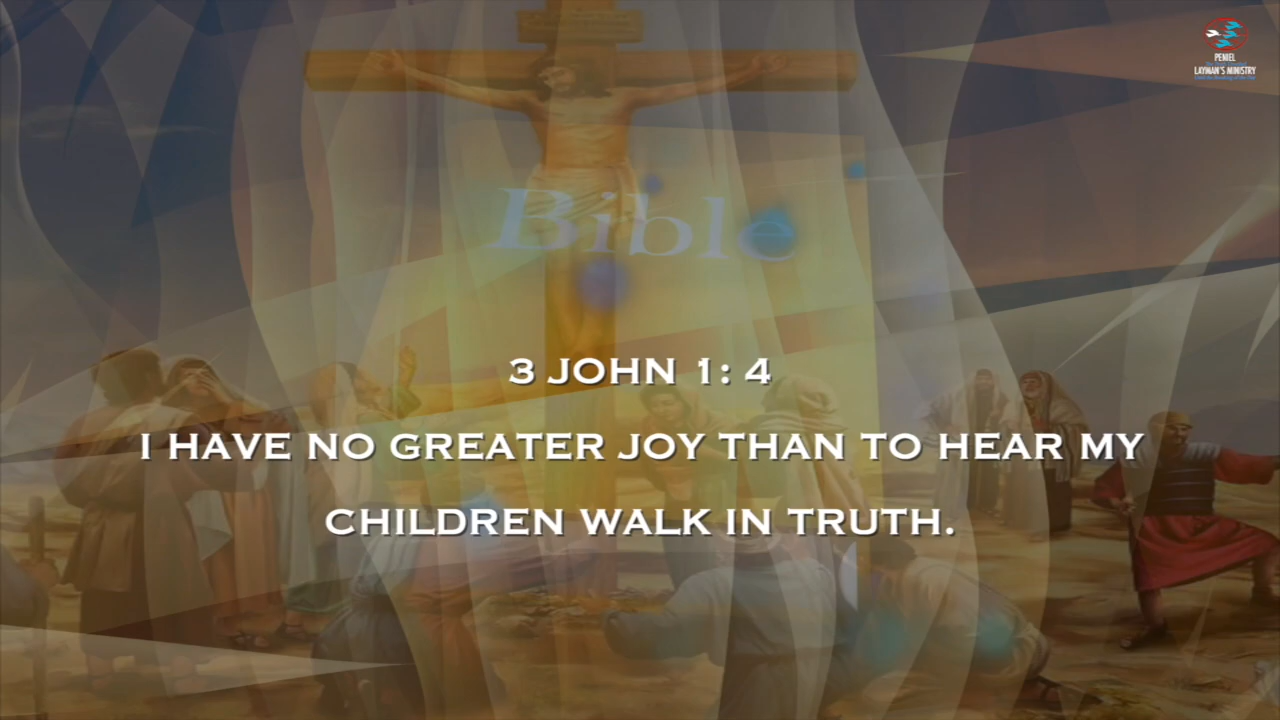 PENIEL
LAYMAN'S MINISTRY
Bible
3 JOHN 1: 4
I HAVE NO GREATER JOY THAN TO HEAR MY
CHILDREN WALK IN TRUTH.